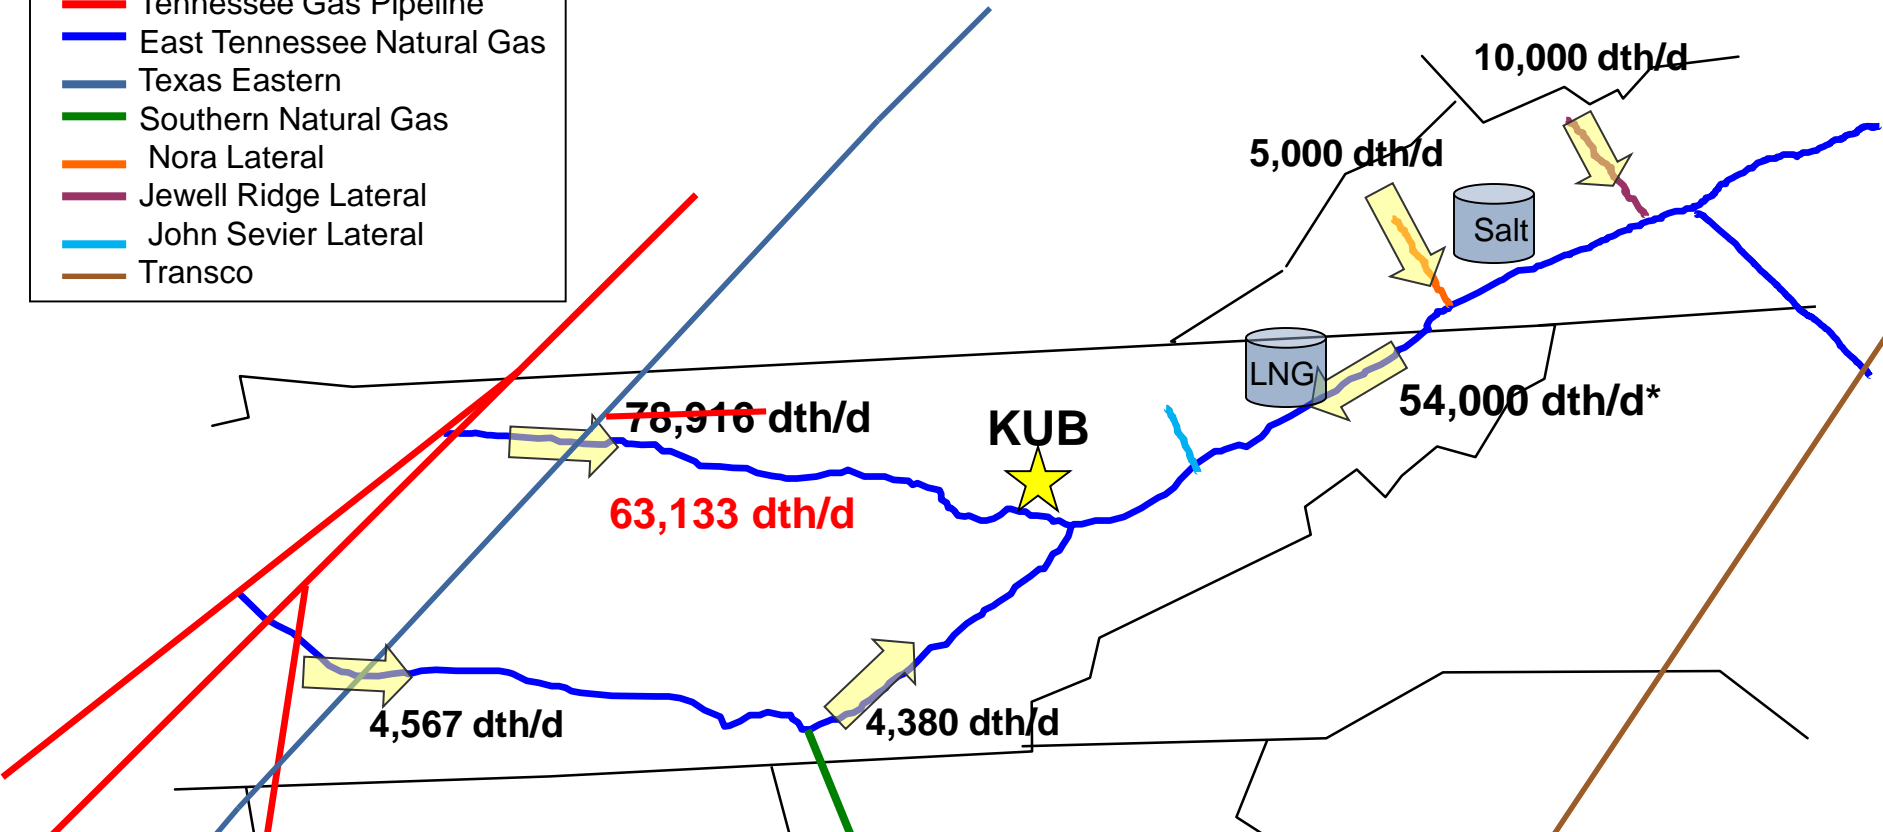 Tennessee Gas Pipeline
East Tennessee Natural Gas
Texas Eastern
Southern Natural Gas
Nora Lateral
Jewell Ridge Lateral
John Sevier Lateral
Transco
10,000 dth/d
5,000 dth/d
Salt
LNG
54,000 dth/d*
78,916 dth/d
KUB
63,133 dth/d
4,567 dth/d
4,380 dth/d